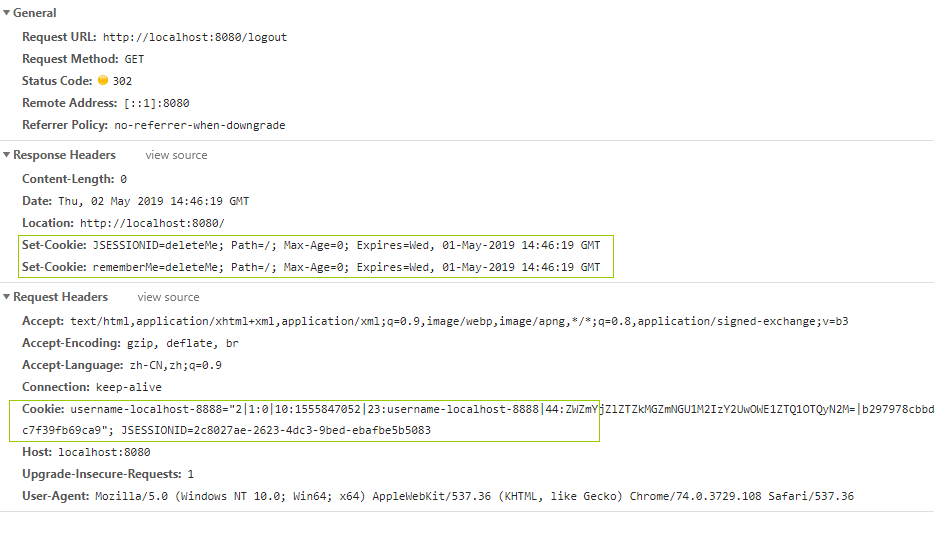 General
Request URL: http://localhost:8080/logout
Request Method: GET
Status Code: 302
Remote Address: [::1]:8080
Referrer Policy: no-referrer-when-downgrade
Response Headers view source
Content-Length: 0
Date: Thu, 02 May 2019 14:46:19 GMT
Location: http://localhost:8080/
Set-Cookie: JSESSIONID=deleteMe; Path=/; Max-Age=0; Expires=Wed, 01-May-2019 14:46:19 GMT
Set-Cookie: rememberMe=deleteMe; Path=/; Max-Age=0; Expires=Wed, 01-May-2019 14:46:19 GMT
Request Headers view source
Accept: text/html,application/xhtml+xml,application/xml;q=0.9,image/webp,image/apng,*/*;q=0.8,application/signed-exchange;v=b3
Accept-Encoding: gzip, deflate, br
Accept-Language: zh-CN,zh;q=0.9
Connection: keep-alive
Cookie: username-localhost-8888="2|1:0|10:1555847052|23:username-localhost-8888|44:ZWZmYjZlZTZkMGZmNGU1M2IzY2UwOWE1ZTQ1OTQyN2M=|b297978cbbd
c7f39fb69ca9"; JSESSIONID=2c8027ae-2623-4dc3-9bed-ebafbe5b5083
Host: localhost:8080
Upgrade-Insecure-Requests: 1
User-Agent: Mozilla/5.0 (Windows NT 10.0; Win64; x64) AppleWebKit/537.36 (KHTML, like Gecko) Chrome/74.0.3729.108 Safari/537.36